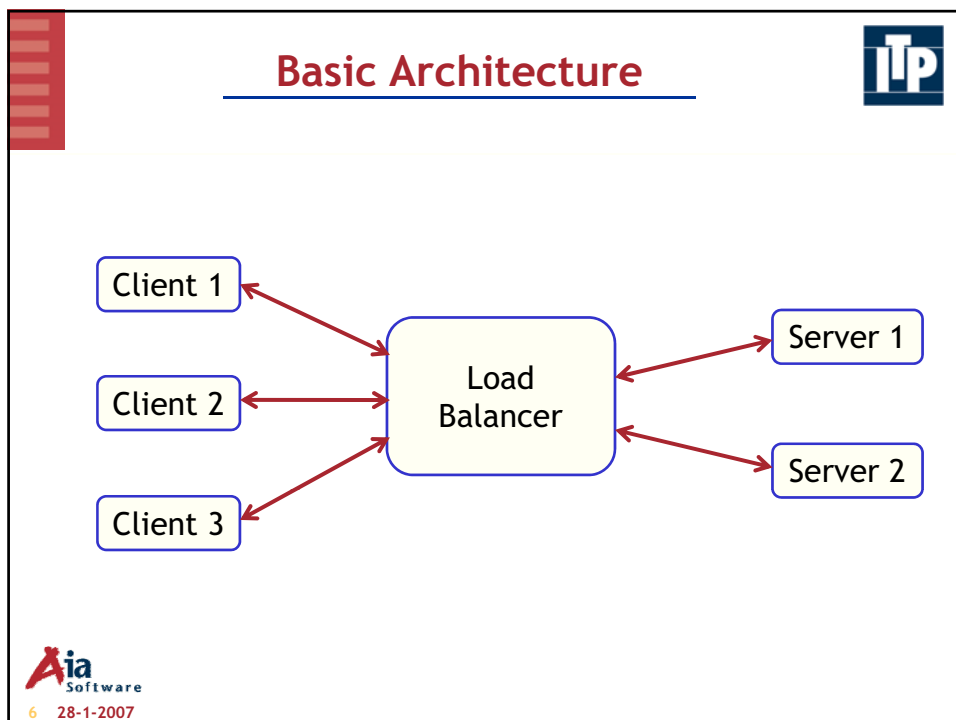 Basic Architecture
ITP
Client 1
Client 2
Client 3
Load
Balancer
Server 1
Server 2
Aia
Software
6 28-1-2007